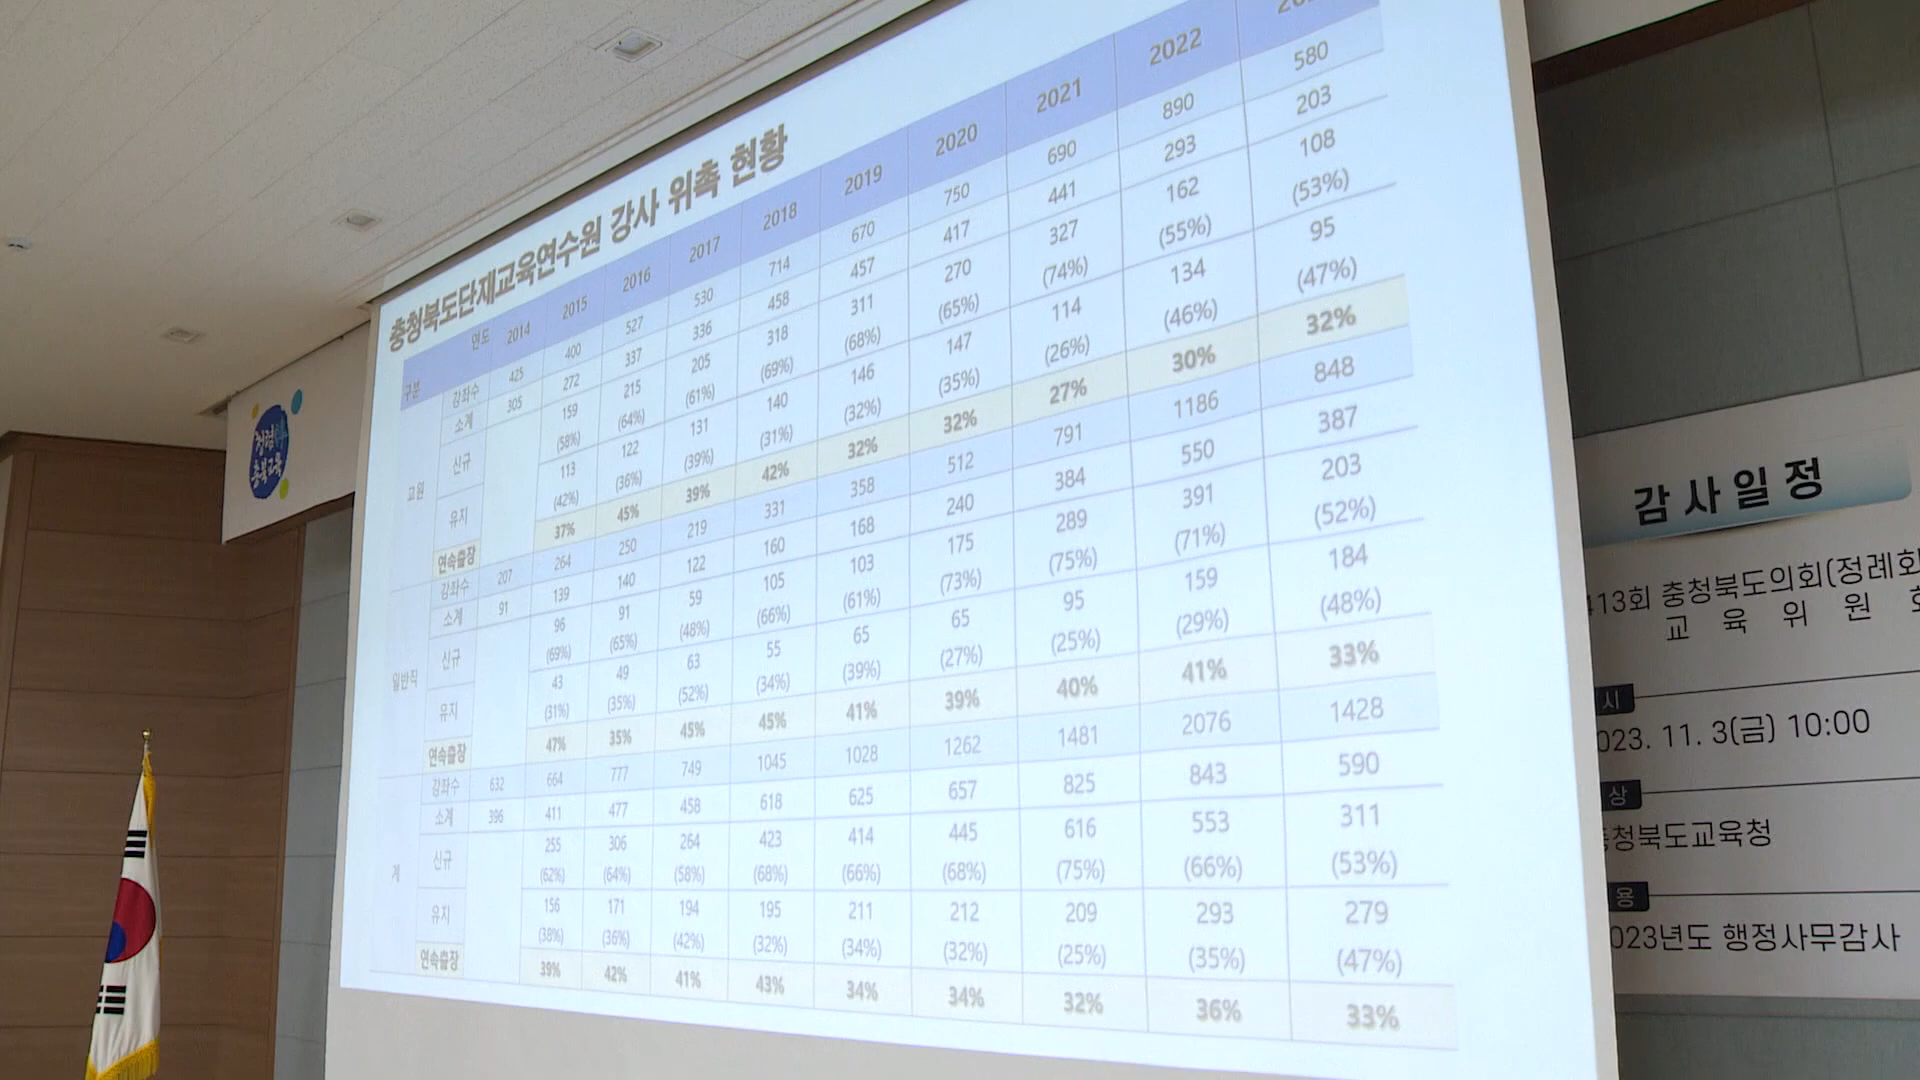 충청북도단재교육연수원 강사 위촉 현황
구분 연도 2014 2015 2016 2017 2018 2019 2020 2021 2022
교원 강좌수 425 400 527 530 714 670 750 690 890 580
소계 305 272 337 336 458 457 417 441 293 203
신규 159 215 205 318 311 270 327 162 108
(58%) (64%) (61%) (69%) (68%) (65%) (74%) (55%) (53%)
유지 113 122 131 140 146 147 114 134 95
(42%) (36%) (39%) (31%) (32%) (35%) (26%) (46%) (47%)
연속출장 37% 45% 39% 42% 32% 32% 27% 30% 32%
일반직 강좌수 207 264 250 219 331 358 512 791 1186 848
소계 91 139 140 122 160 168 240 384 550 387
신규 96 91 59 105 103 175 289 391 203
(69%) (65%) (48%) (66%) (61%) (73%) (75%) (71%) (52%)
유지 43 49 63 55 65 65 95 159 184
(31%) (35%) (52%) (34%) (39%) (27%) (25%) (29%) (48%)
연속출장 47% 35% 45% 45% 41% 39% 40% 41% 33%
계 강좌수 632 664 777 749 1045 1028 1262 1481 2076 1428
소계 396 411 477 458 618 625 657 825 843 590
신규 255 306 264 423 414 445 616 553 311
(62%) (64%) (58%) (68%) (66%) (68%) (75%) (66%) (53%)
유지 156 171 194 195 211 212 209 293 279
(38%) (36%) (42%) (32%) (34%) (32%) (25%) (35%) (47%)
연속출장 39% 42% 41% 43% 34% 34% 32% 36% 33%
청렴
충북교육
감사일정
13회 충청북도의회(정례회
교 육 위 원 회
시
023. 11. 3(금) 10:00
상
충청북도교육청
용
023년도 행정사무감사